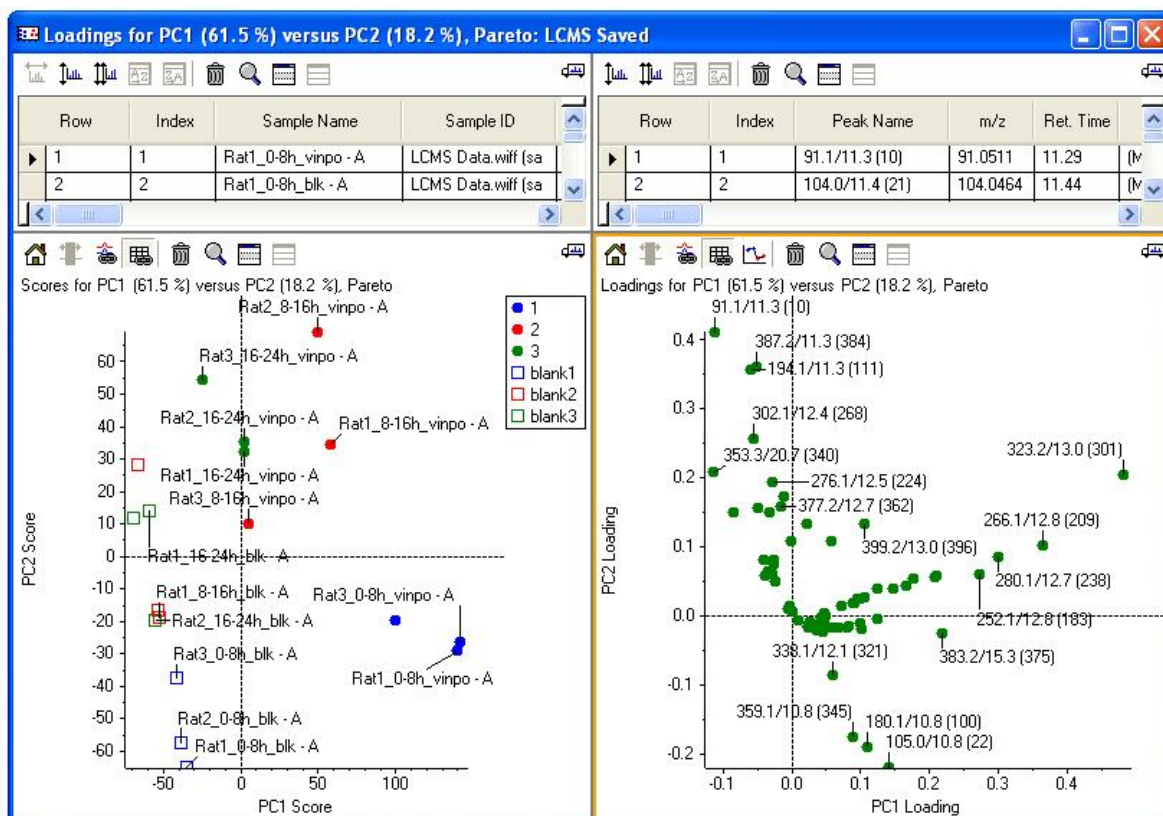 Loadings for PC1 (61.5 %) versus PC2 (18.2 %), Pareto: LCMS Saved
Row Index Sample Name Sample ID
1 1 Rat1_0-8h_vinpo - A LCMS Data.wiff (sa
2 2 Rat1_0-8h_blk - A LCMS Data.wiff (sa
Row Index Peak Name m/z Ret. Time
1 1 91.1/11.3 (10) 91.0511 11.29 (M
2 2 104.0/11.4 (21) 104.0464 11.44 (M
Scores for PC1 (61.5 %) versus PC2 (18.2 %), Pareto
Rat2_8-16h_vinpo - A
Rat3_16-24h_vinpo - A
Rat2_16-24h_vinpo - A
Rat1_8-16h_vinpo - A
Rat1_16-24h_vinpo - A
Rat3_8-16h_vinpo - A
Rat1_16-24h_blk - A
Rat1_8-16h_blk - A
Rat3_0-8h_vinpo - A
Rat2_16-24h_blk - A
Rat3_0-8h_blk - A
Rat1_0-8h_vinpo - A
Rat2_0-8h_blk - A
Rat1_0-8h_blk - A
1
2
3
blank1
blank2
blank3
PC2 Score
60
50
40
30
20
10
0
-10
-20
-30
-40
-50
-60
-50 0 50 100
PC1 Score
Loadings for PC1 (61.5 %) versus PC2 (18.2 %), Pareto
91.1/11.3 (10)
387.2/11.3 (384)
194.1/11.3 (111)
302.1/12.4 (268)
323.2/13.0 (301)
353.3/20.7 (340)
276.1/12.5 (224)
377.2/12.7 (362)
266.1/12.8 (209)
399.2/13.0 (396)
280.1/12.7 (238)
252.1/12.8 (183)
338.1/12.1 (321)
383.2/15.3 (375)
359.1/10.8 (345)
180.1/10.8 (100)
105.0/10.8 (22)
PC2 Loading
0.4
0.3
0.2
0.1
0.0
-0.1
-0.2
-0.1 0.0 0.1 0.2 0.3 0.4
PC1 Loading